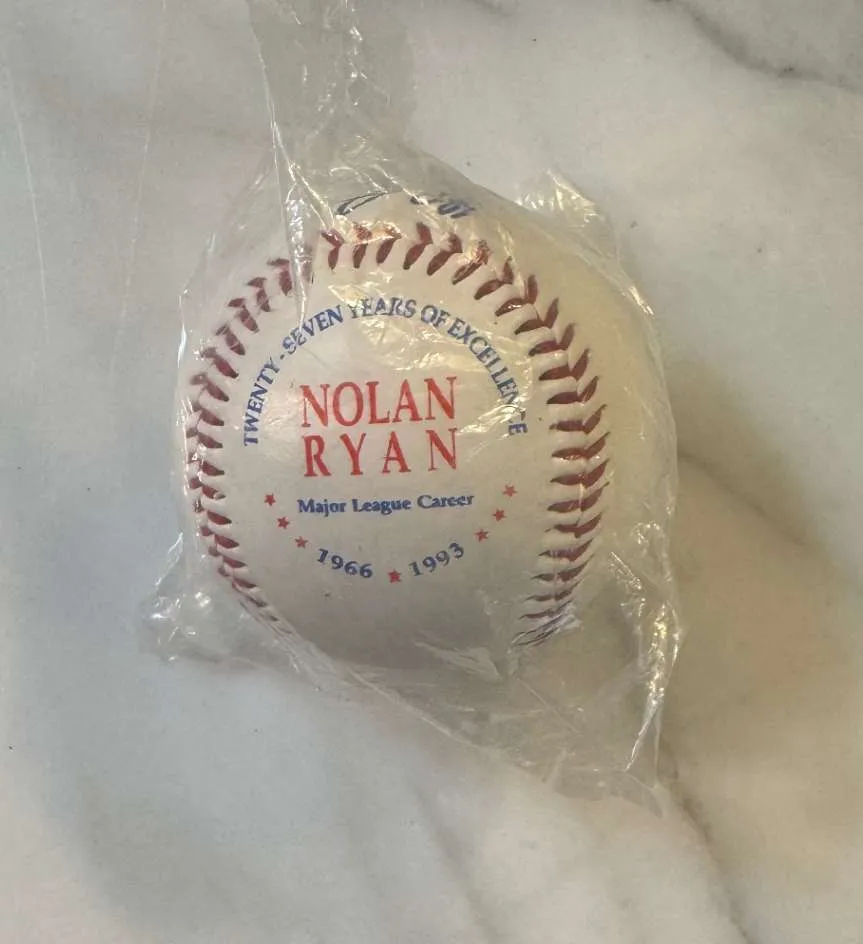 TWENTY-SEVEN YEARS OF EXCELLENCE
NOLAN
RYAN
Major League Career
1966 1993